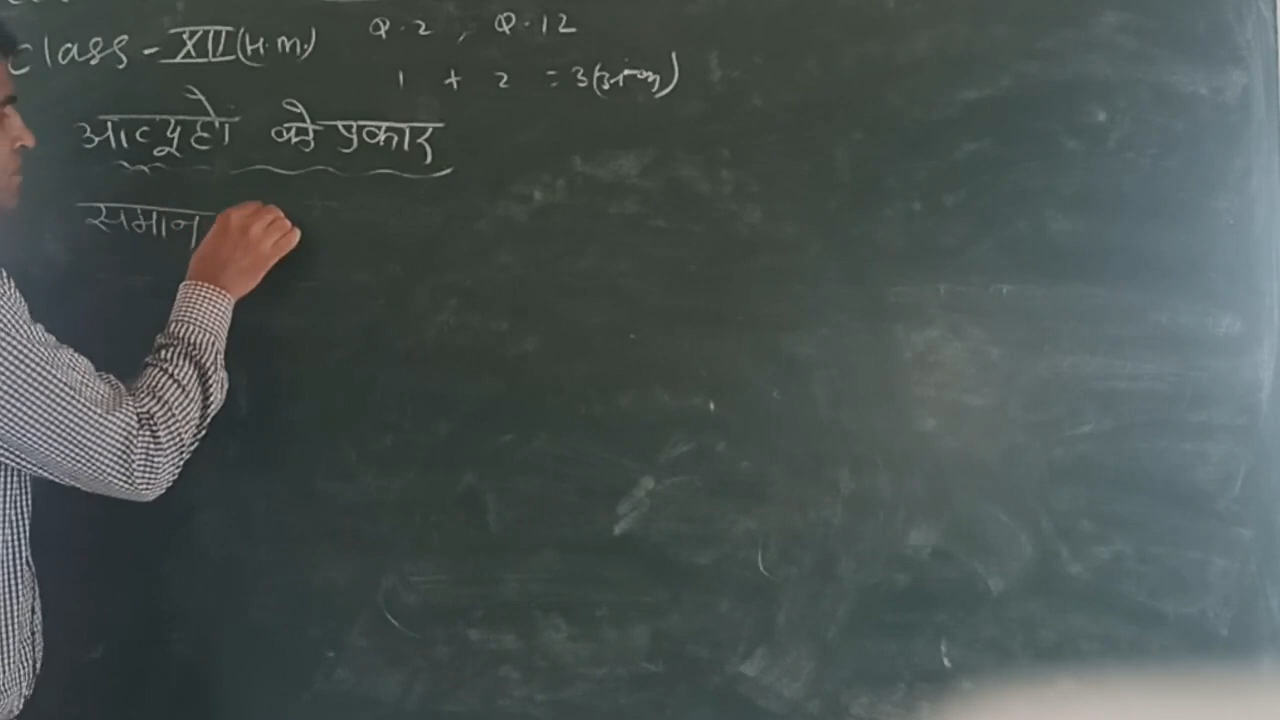 Class - XII (H.M.) Q.2 , Q.12
1 + 2 = 3 (अंक)
आव्यूहों के प्रकार
समान